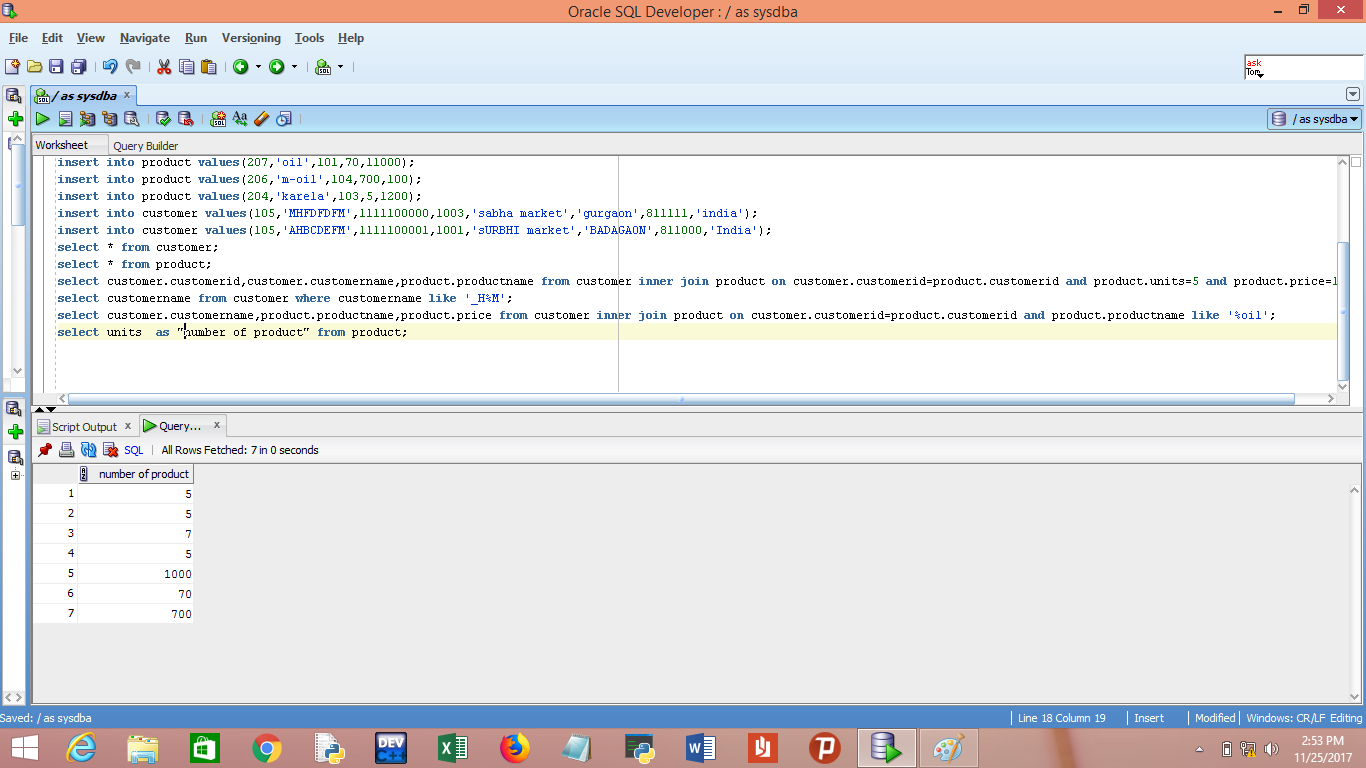 Oracle SQL Developer : / as sysdba
File Edit View Navigate Run Versioning Tools Help
ask
Tom
/ as sysdba
/ as sysdba
Worksheet Query Builder
insert into product values(207,'oil',101,70,11000);
insert into product values(206,'m-oil',104,700,100);
insert into product values(204,'karela',103,5,1200);
insert into customer values(105,'MHFDFDFM',1111100000,1003,'sabha market','gurgaon',811111,'india');
insert into customer values(105,'AHBCDEFM',1111100001,1001,'sURBHI market','BADAGAON',811000,'India');
select * from customer;
select * from product;
select customer.customerid,customer.customername,product.productname from customer inner join product on customer.customerid=product.customerid and product.units=5 and product.price=1
select customername from customer where customername like '_H%M';
select customer.customername,product.productname,product.price from customer inner join product on customer.customerid=product.customerid and product.productname like '%oil';
select units  as "number of product" from product;
Script Output Query...
SQL All Rows Fetched: 7 in 0 seconds
number of product
1 5
2 5
3 7
4 5
5 1000
6 70
7 700
Saved: / as sysdba
Line 18 Column 19 Insert Modified Windows: CR/LF Editing
DEV C++
2:53 PM
11/25/2017